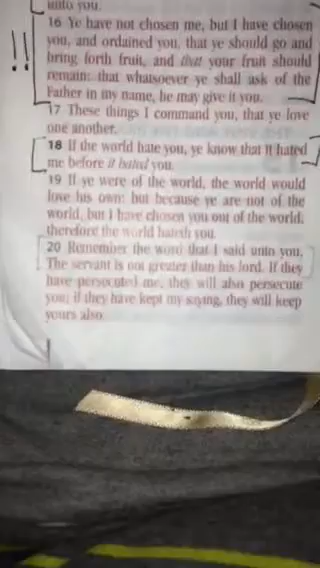 unto you.
16 Ye have not chosen me, but I have chosen
you, and ordained you, that ye should go and
bring forth fruit, and that your fruit should
remain: that whatsoever ye shall ask of the
Father in my name, he may give it you.
17 These things I command you, that ye love
one another.
18 If the world hate you, ye know that it hated
me before it hated you.
19 If ye were of the world, the world would
love his own: but because ye are not of the
world, but I have chosen you out of the world,
therefore the world hateth you.
20 Remember the word that I said unto you,
The servant is not greater than his lord. If they
have persecuted me, they will also persecute
you; if they have kept my saying, they will keep
yours also.
!!